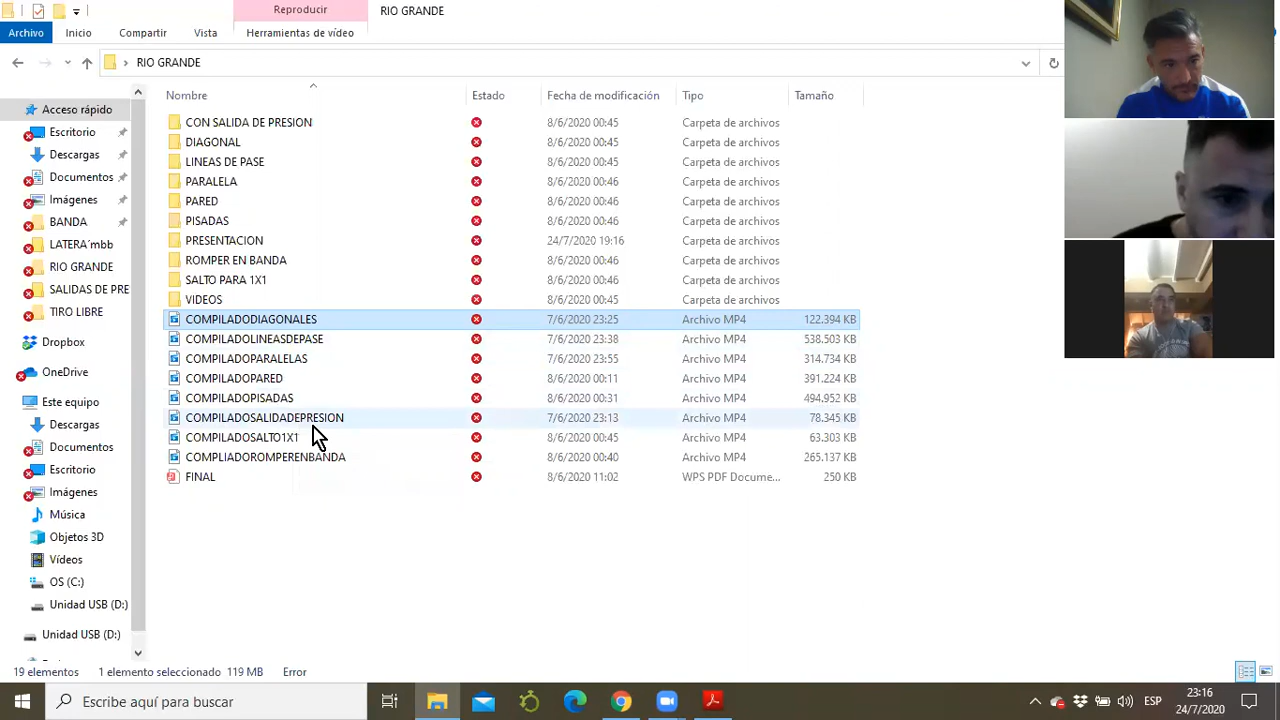 Reproducir
RIO GRANDE
Archivo
Inicio
Compartir
Vista
Herramientas de vídeo
RIO GRANDE
Nombre
Estado
Fecha de modificación
Tipo
Tamaño
Acceso rápido
Escritorio
Descargas
Documentos
Imágenes
BANDA
LATERA´mbb
RIO GRANDE
SALIDAS DE PRE
TIRO LIBRE
Dropbox
OneDrive
Este equipo
Descargas
Documentos
Escritorio
Imágenes
Música
Objetos 3D
Vídeos
OS (C:)
Unidad USB (D:)
Unidad USB (D:)
CON SALIDA DE PRESION 8/6/2020 00:45 Carpeta de archivos
DIAGONAL 8/6/2020 00:45 Carpeta de archivos
LINEAS DE PASE 8/6/2020 00:45 Carpeta de archivos
PARALELA 8/6/2020 00:46 Carpeta de archivos
PARED 8/6/2020 00:46 Carpeta de archivos
PISADAS 8/6/2020 00:46 Carpeta de archivos
PRESENTACION 24/7/2020 19:16 Carpeta de archivos
ROMPER EN BANDA 8/6/2020 00:46 Carpeta de archivos
SALTO PARA 1X1 8/6/2020 00:46 Carpeta de archivos
VIDEOS 8/6/2020 00:45 Carpeta de archivos
COMPILADODIAGONALES 7/6/2020 23:25 Archivo MP4 122.394 KB
COMPILADOLINEASDEPASE 7/6/2020 23:38 Archivo MP4 538.503 KB
COMPILADOPARALELAS 7/6/2020 23:55 Archivo MP4 314.734 KB
COMPILADOPARED 8/6/2020 00:11 Archivo MP4 391.224 KB
COMPILADOPISADAS 8/6/2020 00:31 Archivo MP4 494.952 KB
COMPILADOSALIDADEPRESION 7/6/2020 23:13 Archivo MP4 78.345 KB
COMPILADOSALTO1X1 8/6/2020 00:45 Archivo MP4 63.303 KB
COMPLIADOROMPERENBANDA 8/6/2020 00:40 Archivo MP4 265.137 KB
FINAL 8/6/2020 11:02 WPS PDF Docume... 250 KB
19 elementos
1 elemento seleccionado 119 MB
Error
Escribe aquí para buscar
ESP
23:16
24/7/2020